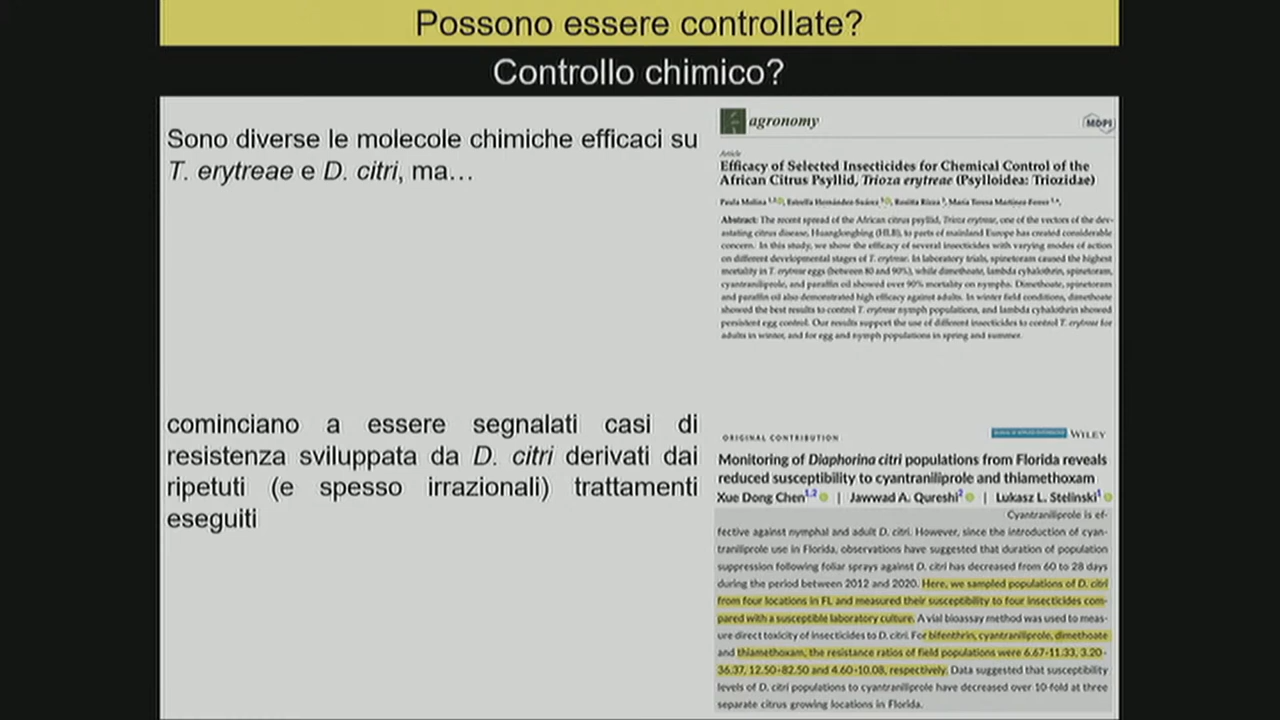 Possono essere controllate?
Controllo chimico?
Sono diverse le molecole chimiche efficaci su
T. erytreae e D. citri, ma…
cominciano a essere segnalati casi di
resistenza sviluppata da D. citri derivati dai
ripetuti (e spesso irrazionali) trattamenti
eseguiti
agronomy
MDPI
Article
Efficacy of Selected Insecticides for Chemical Control of the
African Citrus Psyllid, Trioza erytreae (Psylloidea: Triozidae)
Paula Molina Estrella Hernández-Suárez
Abstract: The recent spread of the African citrus psyllid, Trioza erytreae, one of the vectors of the dev-
astating citrus disease, Huanglongbing (HLB), to parts of mainland Europe has created considerable
concern. In this study, we show the efficacy of several insecticides with varying modes of action
on different developmental stages of T. erytreae. In laboratory trials, spinetoram caused the highest
mortality in T. erytreae eggs (between 80 and 90%), while dimethoate, lambda cyhalothrin, spinetoram,
cyantraniliprole, and paraffin oil showed over 90% mortality on nymphs. Dimethoate, spinetoram
and paraffin oil also demonstrated high efficacy against adults. In winter field conditions, dimethoate
showed the best results to control T. erytreae nymph populations, and lambda cyhalothrin showed
persistent egg control. Our results support the use of different insecticides to control T. erytreae for
adults in winter, and for egg and nymph populations in spring and summer.
ORIGINAL CONTRIBUTION
WILEY
Monitoring of Diaphorina citri populations from Florida reveals
reduced susceptibility to cyantraniliprole and thiamethoxam
Xue Dong Chen1,2 | Jawwad A. Qureshi2 | Lukasz L. Stelinski1
Cyantraniliprole is ef-
fective against nymphal and adult D. citri. However, since the introduction of cyan-
traniliprole use in Florida, observations have suggested that duration of population
suppression following foliar sprays against D. citri has decreased from 60 to 28 days
during the period between 2012 and 2020. Here, we sampled populations of D. citri
from four locations in FL and measured their susceptibility to four insecticides com-
pared with a susceptible laboratory culture. A vial bioassay method was used to meas-
ure direct toxicity of insecticides to D. citri. For bifenthrin, cyantraniliprole, dimethoate
and thiamethoxam, the resistance ratios of field populations were 6.67-11.33, 3.20-
36.37, 12.50-82.50 and 4.60-10.08, respectively. Data suggested that susceptibility
levels of D. citri populations to cyantraniliprole have decreased over 10-fold at three
separate citrus growing locations in Florida.